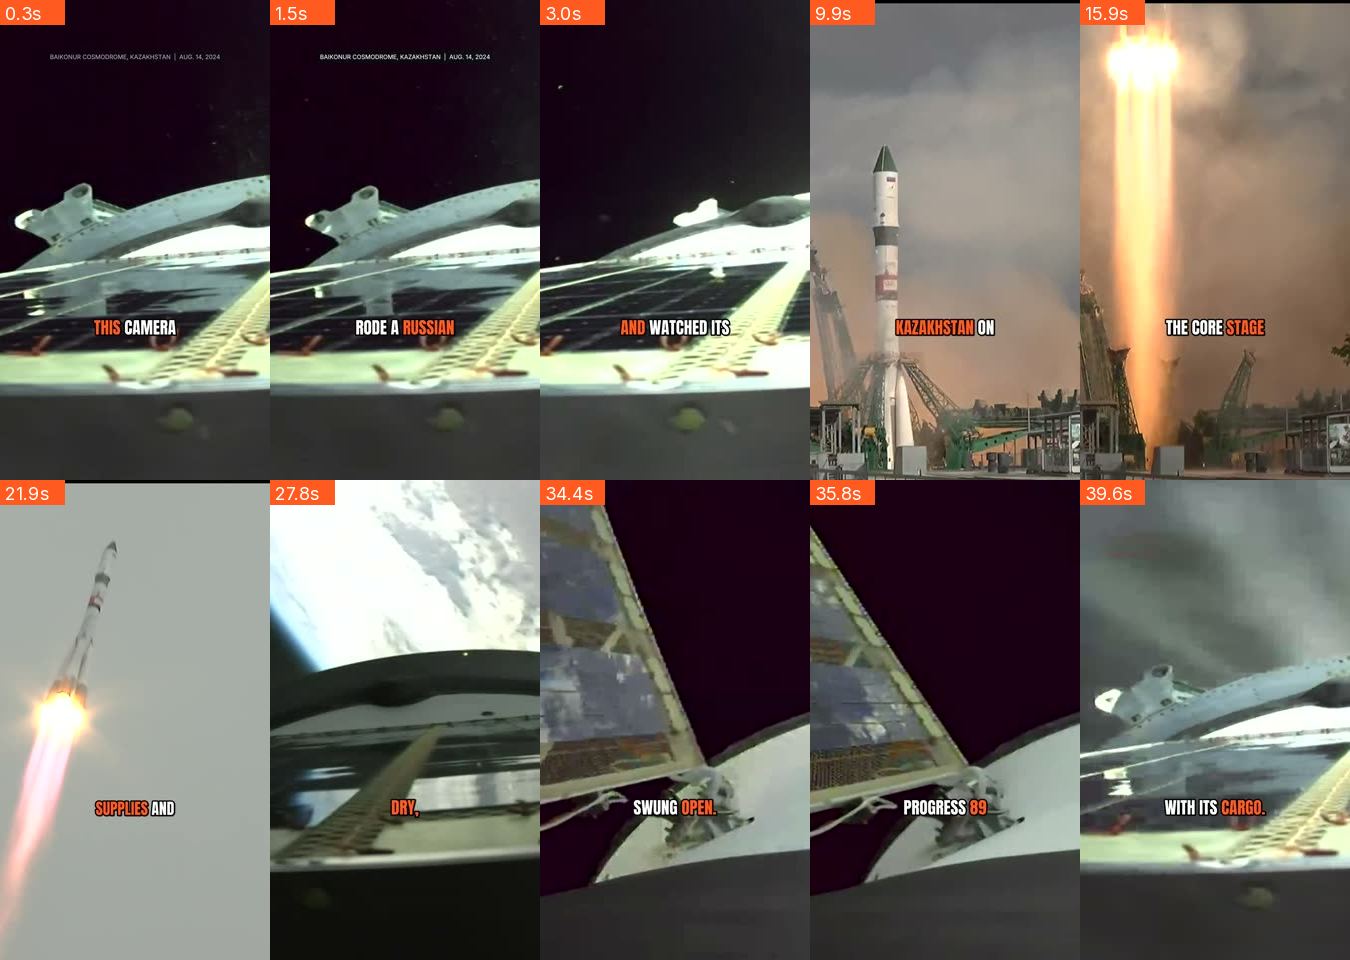 0.3s
BAIKONUR COSMODROME, KAZAKHSTAN | AUG. 14, 2024
THIS CAMERA
1.5s
BAIKONUR COSMODROME, KAZAKHSTAN | AUG. 14, 2024
RODE A RUSSIAN
3.0s
AND WATCHED ITS
9.9s
KAZAKHSTAN ON
15.9s
THE CORE STAGE
21.9s
SUPPLIES AND
27.8s
DRY,
34.4s
SWUNG OPEN.
35.8s
PROGRESS 89
39.6s
WITH ITS CARGO.